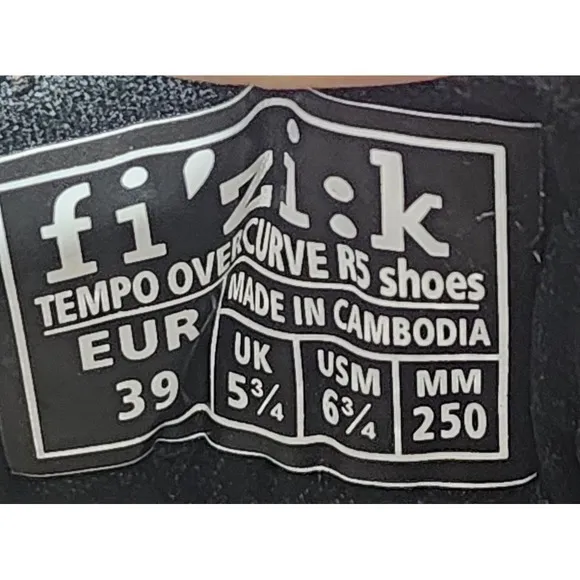 fi'zi:k
TEMPO OVERCURVE R5 shoes
MADE IN CAMBODIA
EUR
39
UK
5¾
USM
6¾
MM
250